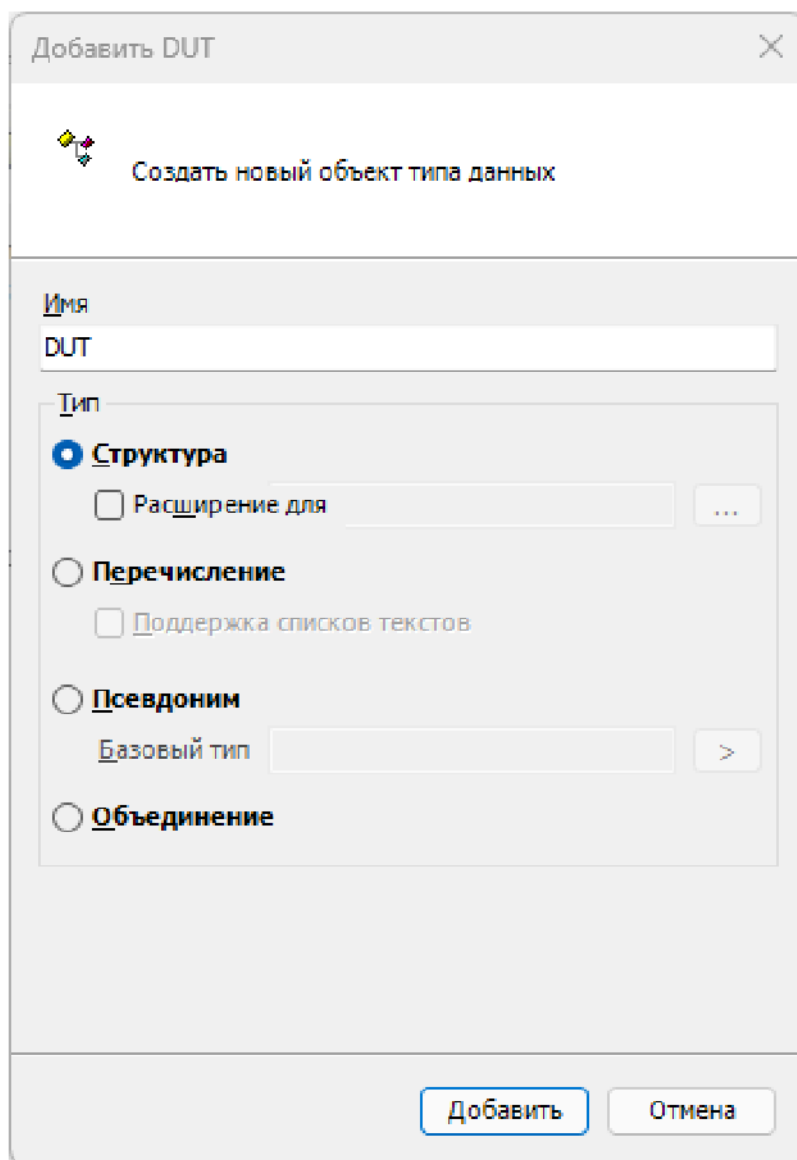 Добавить DUT
Создать новый объект типа данных
Имя
DUT
Тип
Структура
Расширение для
...
Перечисление
Поддержка списков текстов
Псевдоним
Базовый тип
>
Объединение
Добавить Отмена